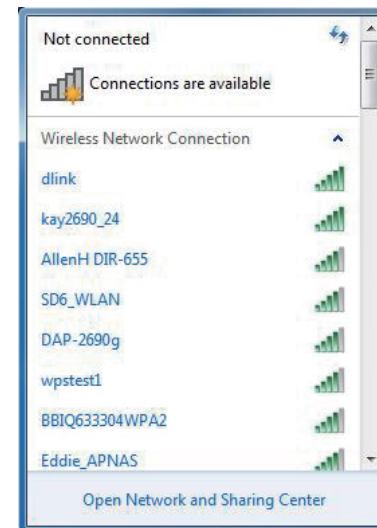 Not connected
Connections are available
Wireless Network Connection
dlink
kay2690_24
AllenH DIR-655
SD6_WLAN
DAP-2690g
wpstest1
BBIQ633304WPA2
Eddie_APNAS
Open Network and Sharing Center